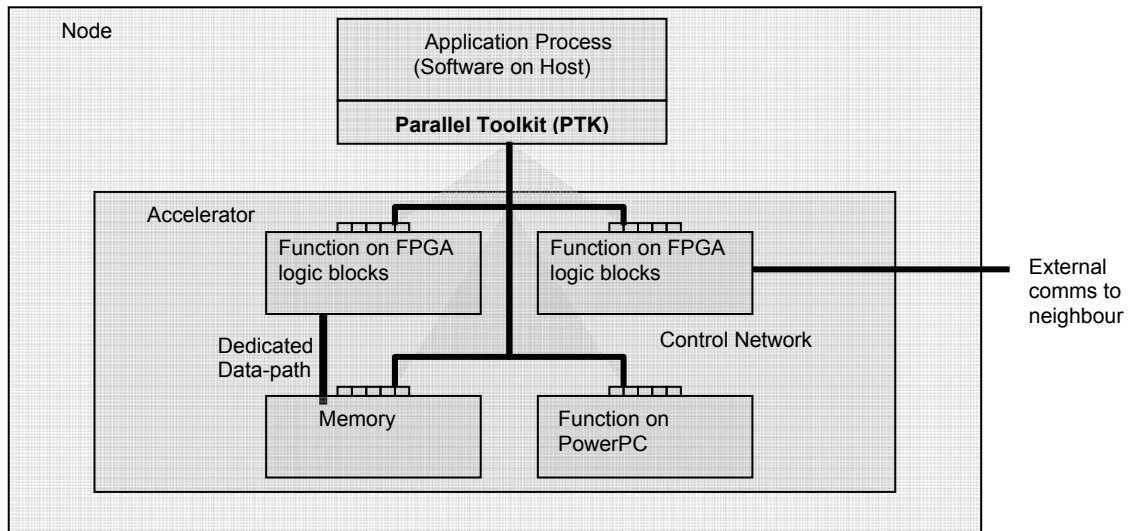 Node
Application Process
(Software on Host)
Parallel Toolkit (PTK)
Accelerator
Function on FPGA
logic blocks
Function on FPGA
logic blocks
External
comms to
neighbour
Dedicated
Data-path
Control Network
Memory
Function on
PowerPC